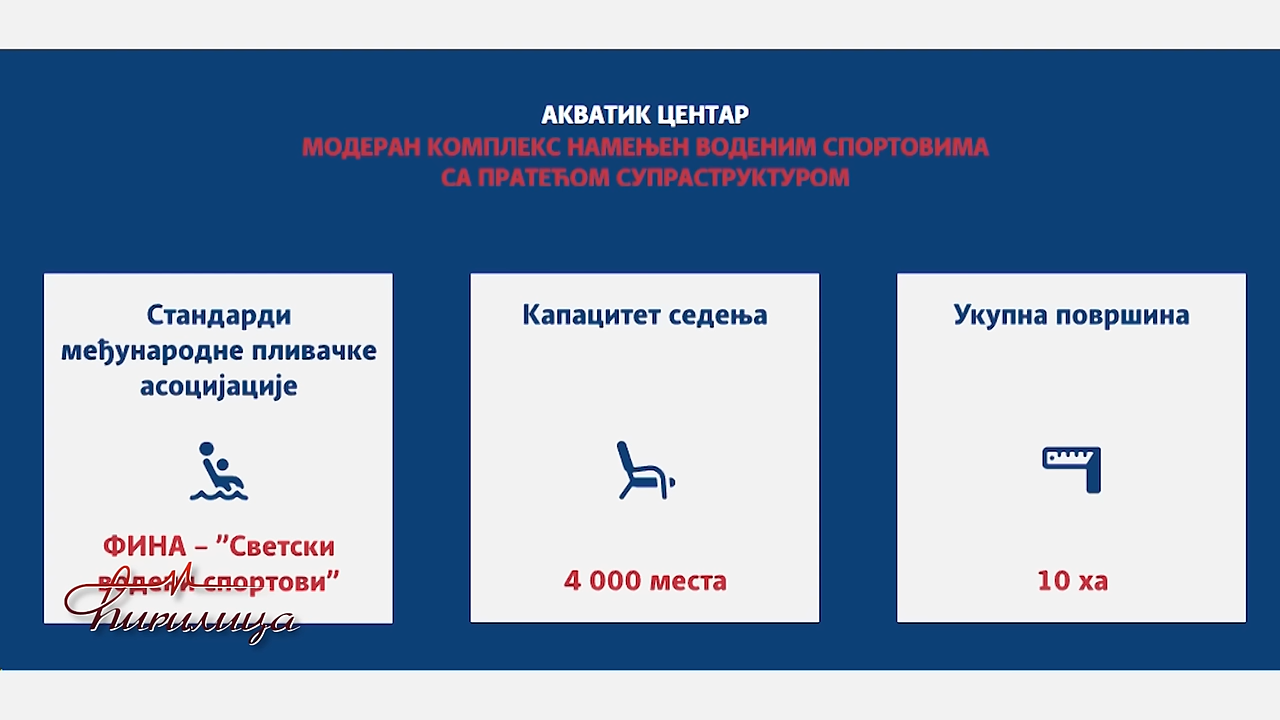 АКВАТИК ЦЕНТАР
МОДЕРАН КОМПЛЕКС НАМЕЊЕН ВОДЕНИМ СПОРТОВИМА
СА ПРАТЕЋОМ СУПРАСТРУКТУРОМ
Стандарди
међународне пливачке
асоцијације
ФИНА – ”Светски
водени спортови”
Капацитет седења
4 000 места
Укупна површина
10 ха
Ћирилица